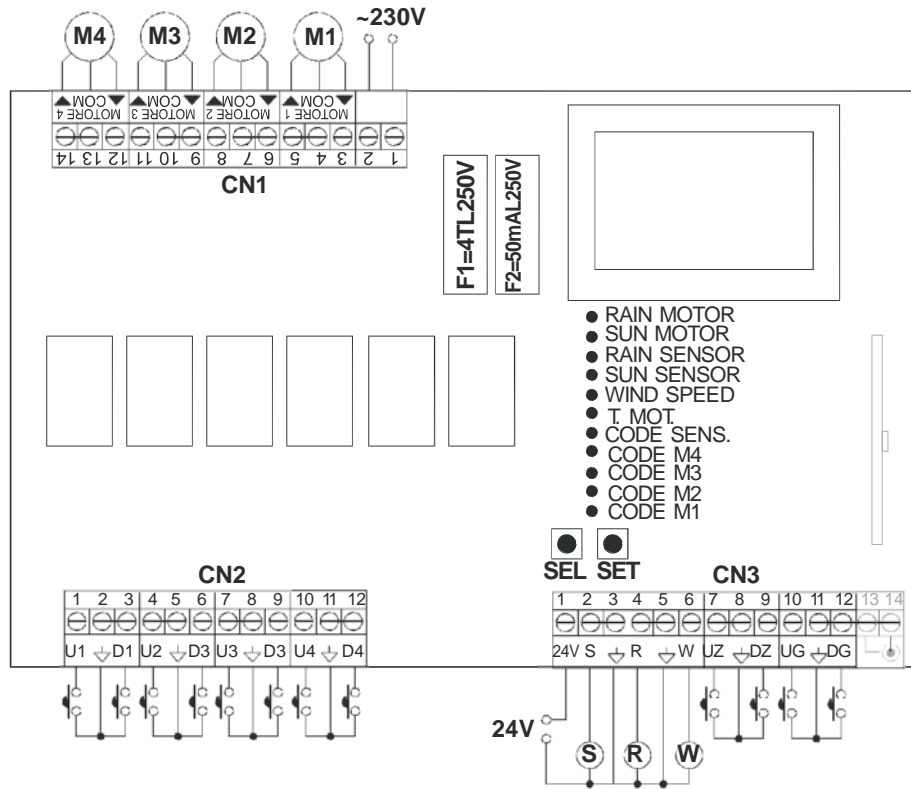 ~230V
M4 M3 M2 M1
MOTORE 4 COM MOTORE 3 COM MOTORE 2 COM MOTORE 1 COM
14 13 12 11 10 9 8 7 6 5 4 3 2 1
CN1
F1=4TL250V
F2=50mAL250V
RAIN MOTOR
SUN MOTOR
RAIN SENSOR
SUN SENSOR
WIND SPEED
T. MOT.
CODE SENS.
CODE M4
CODE M3
CODE M2
CODE M1
SEL SET
CN2
1 2 3 4 5 6 7 8 9 10 11 12
U1 D1 U2 D3 U3 D3 U4 D4
CN3
1 2 3 4 5 6 7 8 9 10 11 12 13 14
24V S R W UZ DZ UG DG
24V
S R W